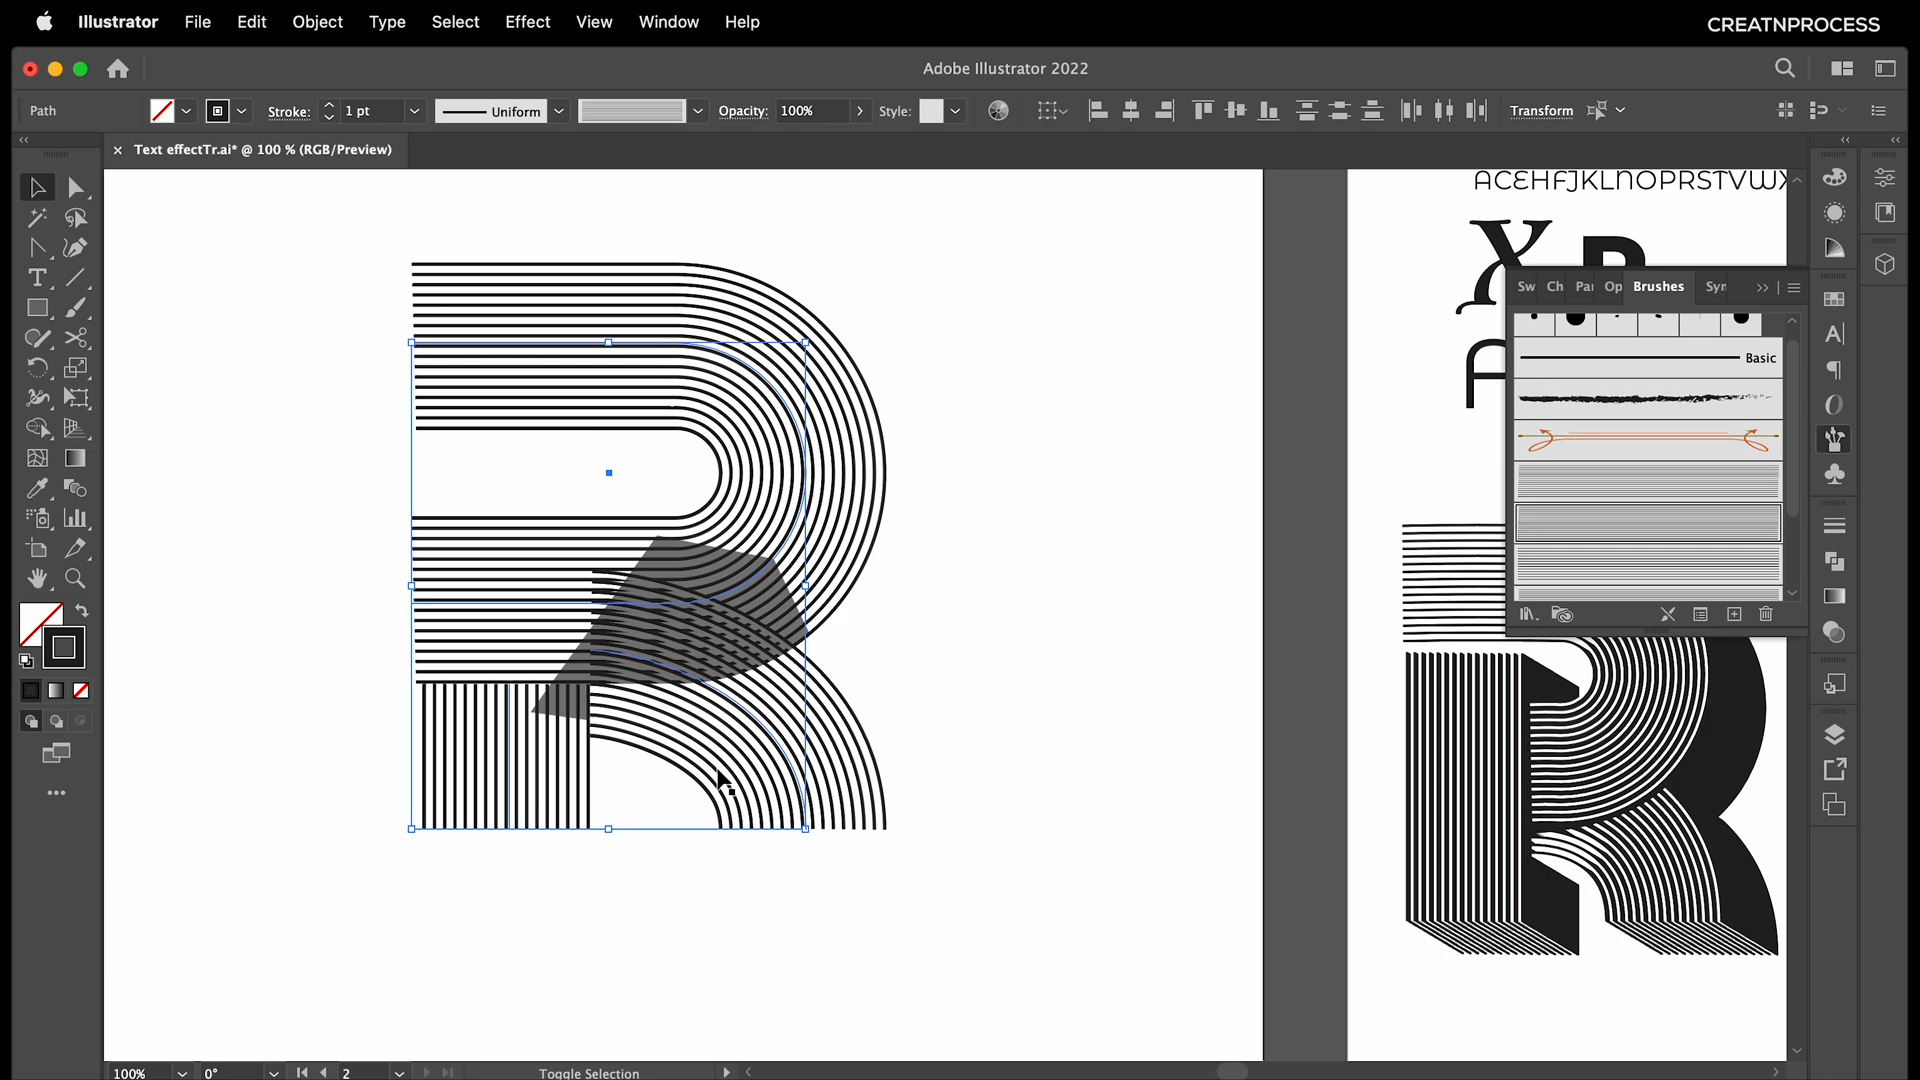 Illustrator File Edit Object Type Select Effect View Window Help
CREATNPROCESS
Adobe Illustrator 2022
Path Stroke: 1 pt Uniform Opacity: 100% Style: Transform
Text effectTr.ai* @ 100 % (RGB/Preview)
ACEHFJKLNOPRSTVWX
X R
Sw Ch Pa Op Brushes Syn
Basic
R
R
100% 0° 2 Toggle Selection